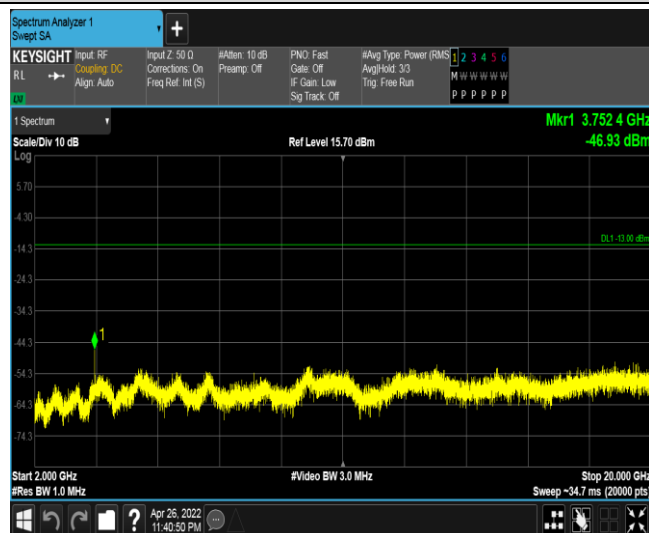 Spectrum Analyzer 1
Swept SA
+
KEYSIGHT
RL
LNI
Input: RF
Coupling: DC
Align: Auto
Input Z: 50 Ω
Corrections: On
Freq Ref: Int (S)
#Atten: 10 dB
Preamp: Off
PNO: Fast
Gate: Off
IF Gain: Low
Sig Track: Off
#Avg Type: Power (RMS
Avg|Hold: 3/3
Trig: Free Run
1 2 3 4 5 6
M W W W W W
P P P P P P
1 Spectrum
Mkr1 3.752 4 GHz
Scale/Div 10 dB
Ref Level 15.70 dBm
-46.93 dBm
Log
5.70
-4.30
DL1 -13.00 dBm
-14.3
-24.3
-34.3
1
-44.3
-54.3
-64.3
-74.3
Start 2.000 GHz
#Video BW 3.0 MHz
Stop 20.000 GHz
#Res BW 1.0 MHz
Sweep ~34.7 ms (20000 pts)
?
Apr 26, 2022
11:40:50 PM